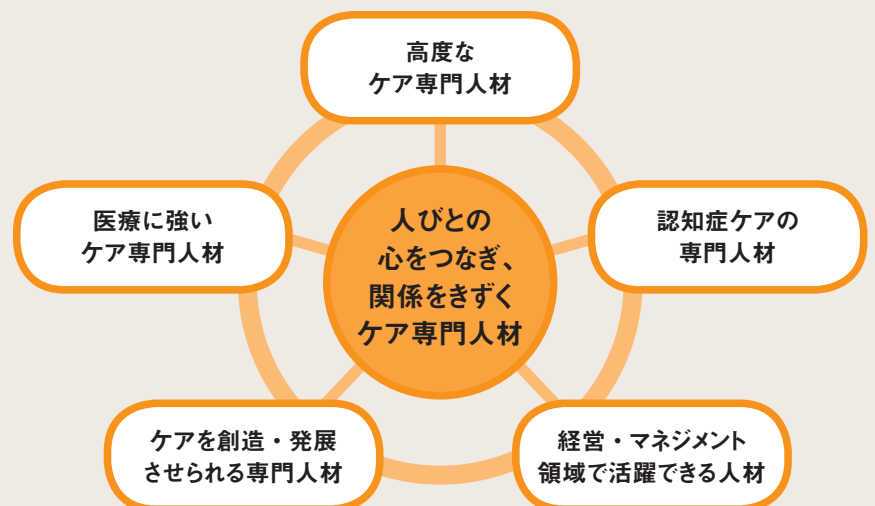 高度な
ケア専門人材
医療に強い
ケア専門人材
人びとの
心をつなぎ、
関係をきずく
ケア専門人材
認知症ケアの
専門人材
ケアを創造・発展
させられる専門人材
経営・マネジメント
領域で活躍できる人材